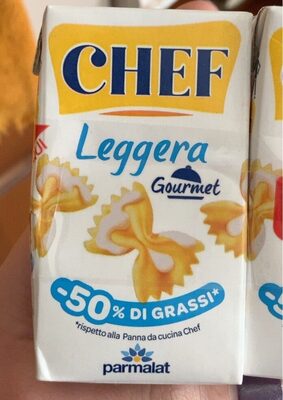 CHEF
Leggera
Gourmet
-50% DI GRASSI*
*rispetto alla Panna da cucina Chef
parmalat